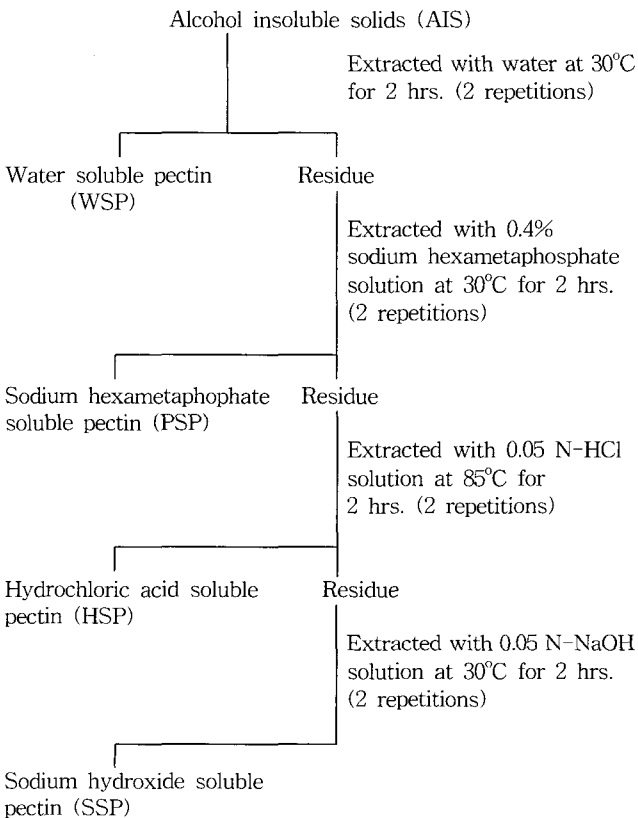 Alcohol insoluble solids (AIS)
Extracted with water at 30℃
for 2 hrs. (2 repetitions)
Water soluble pectin
(WSP)
Residue
Extracted with 0.4%
sodium hexametaphosphate
solution at 30℃ for 2 hrs.
(2 repetitions)
Sodium hexametaphophate
soluble pectin (PSP)
Residue
Extracted with 0.05 N-HCl
solution at 85℃ for
2 hrs. (2 repetitions)
Hydrochloric acid soluble
pectin (HSP)
Residue
Extracted with 0.05 N-NaOH
solution at 30℃ for 2 hrs.
(2 repetitions)
Sodium hydroxide soluble
pectin (SSP)